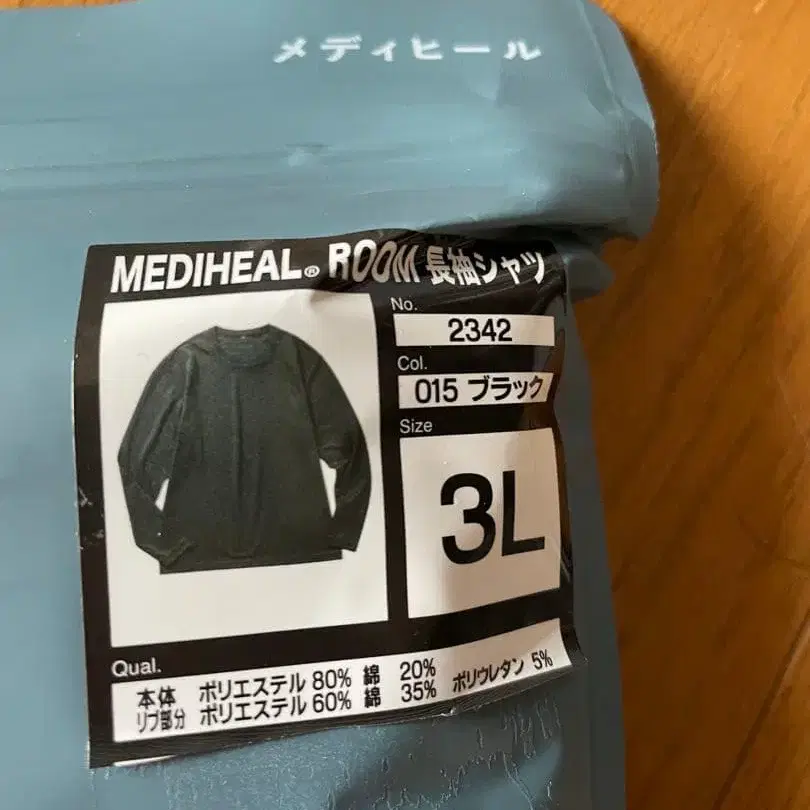 メディヒール
MEDIHEAL® ROOM 長袖シャツ
No.
2342
Col.
015 ブラック
Size
3L
Qual.
本体 ポリエステル 80% 綿 20%
リブ部分 ポリエステル 60% 綿 35% ポリウレタン 5%